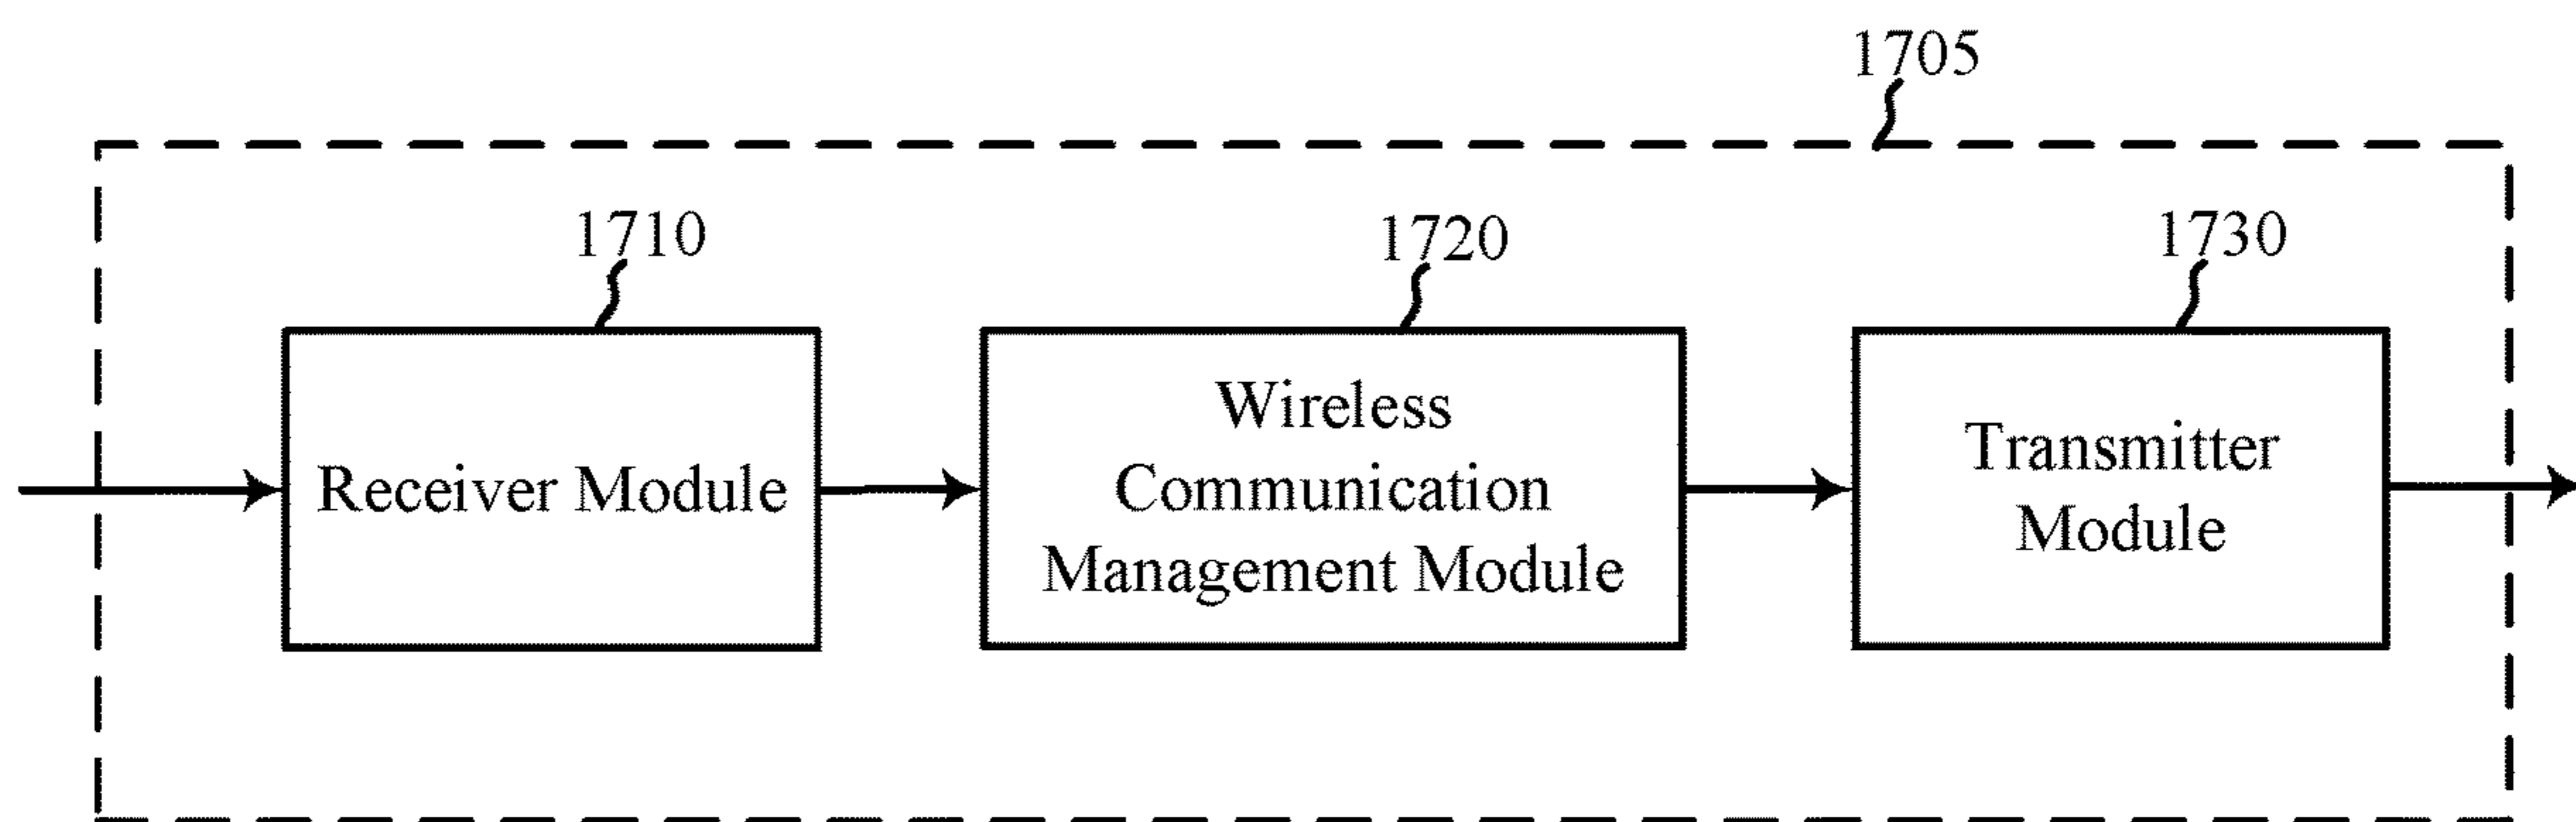 1705
1710
1720
1730
Receiver Module
Wireless
Communication
Management Module
Transmitter
Module